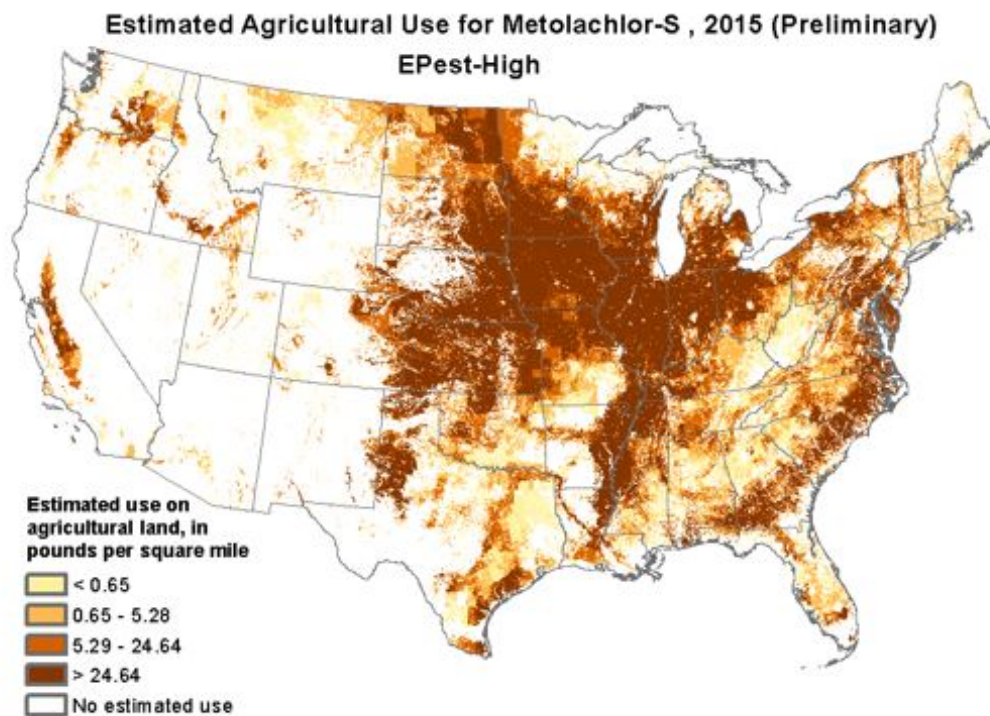 Estimated Agricultural Use for Metolachlor-S , 2015 (Preliminary)
EPest-High
Estimated use on
agricultural land, in
pounds per square mile
< 0.65
0.65 - 5.28
5.29 - 24.64
> 24.64
No estimated use